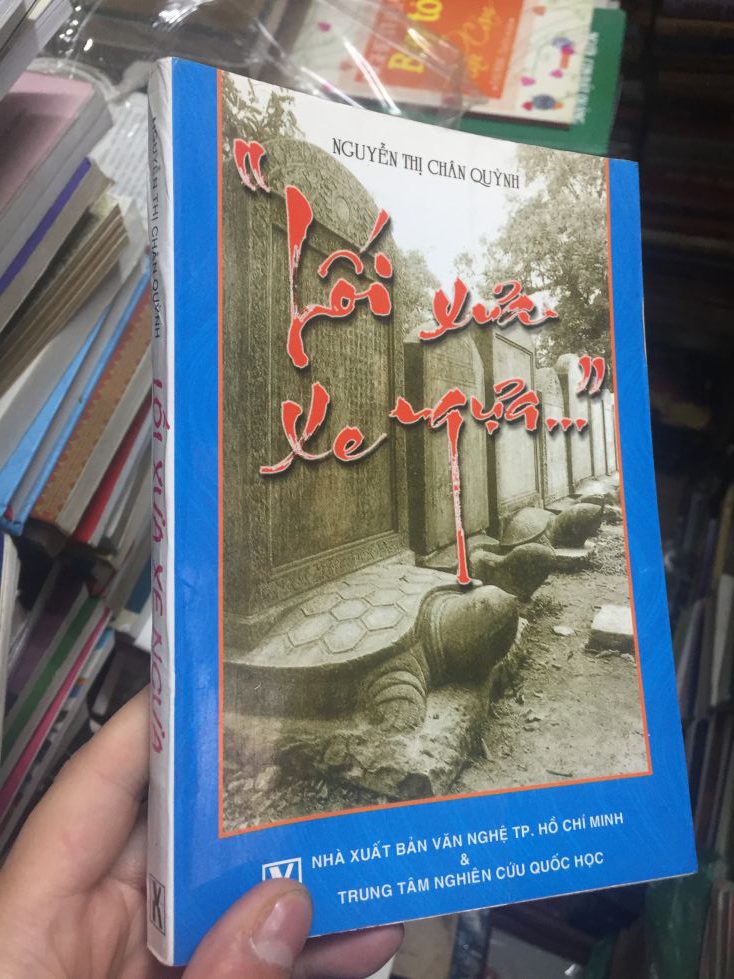 NGUYỄN THỊ CHÂN QUỲNH
"Lối xưa
xe ngựa..."
NHÀ XUẤT BẢN VĂN NGHỆ TP. HỒ CHÍ MINH
&
TRUNG TÂM NGHIÊN CỨU QUỐC HỌC
NGUYỄN THỊ CHÂN QUỲNH LỐI XƯA XE NGỰA